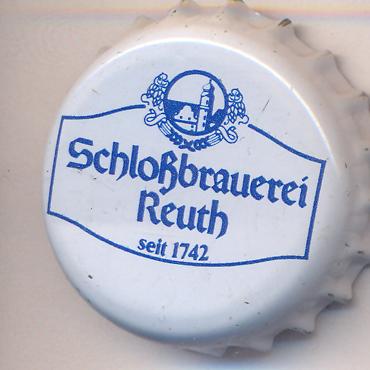 Schloßbrauerei
Reuth
seit 1742